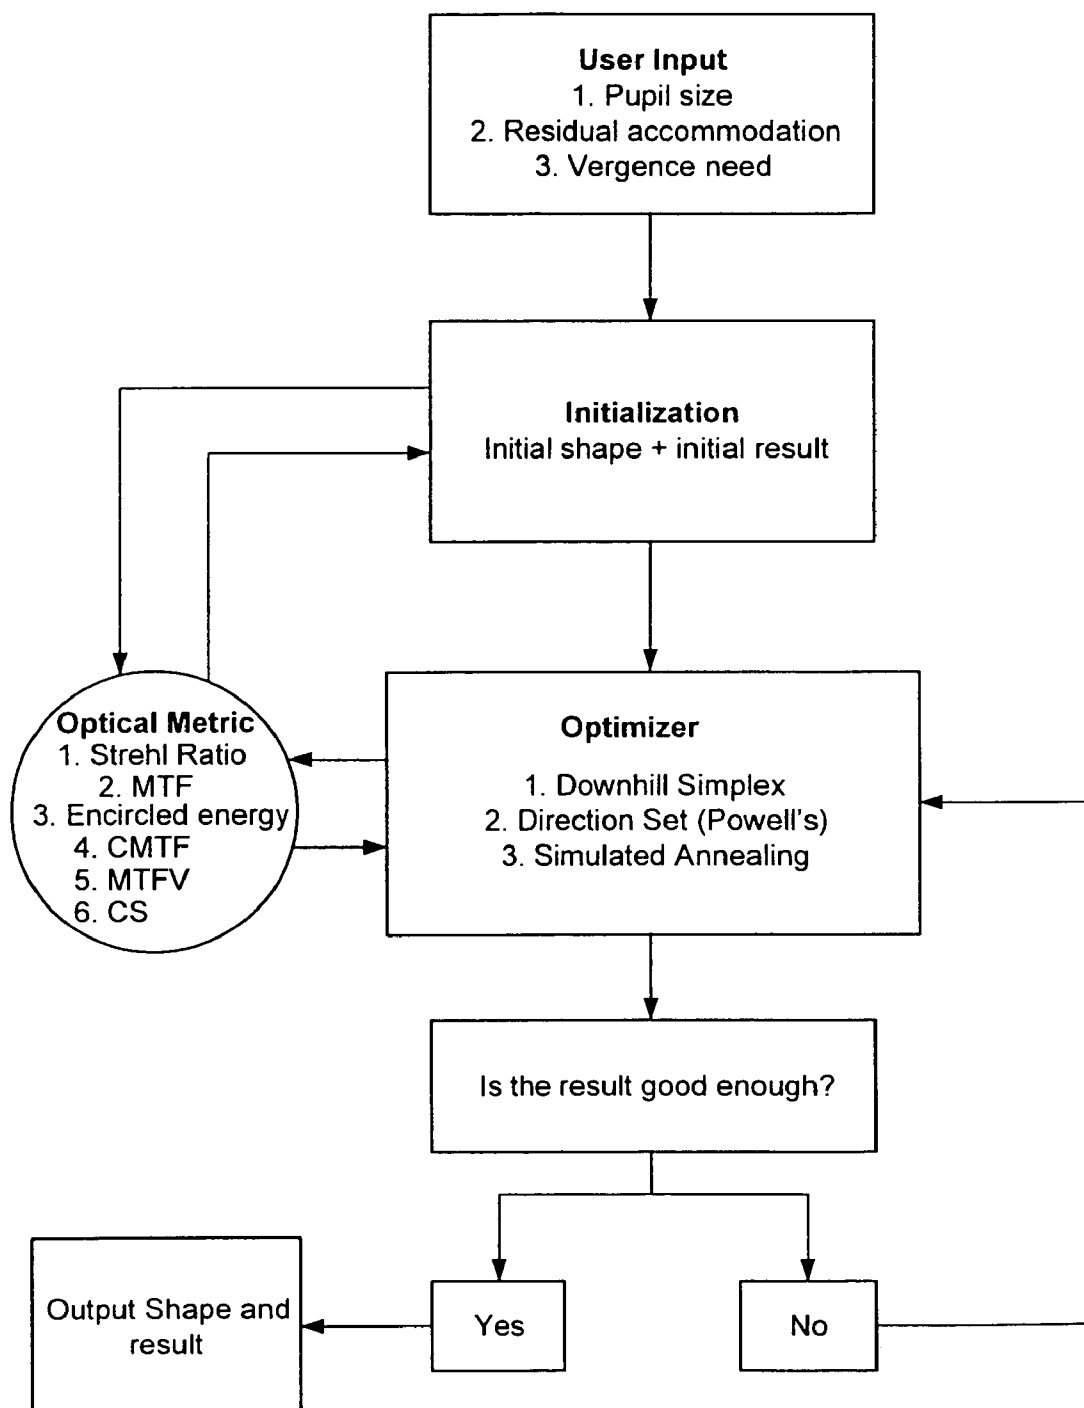 User Input
1. Pupil size
2. Residual accommodation
3. Vergence need
Initialization
Initial shape + initial result
Optical Metric
1. Strehl Ratio
2. MTF
3. Encircled energy
4. CMTF
5. MTFV
6. CS
Optimizer
1. Downhill Simplex
2. Direction Set (Powell's)
3. Simulated Annealing
Is the result good enough?
Yes
No
Output Shape and
result